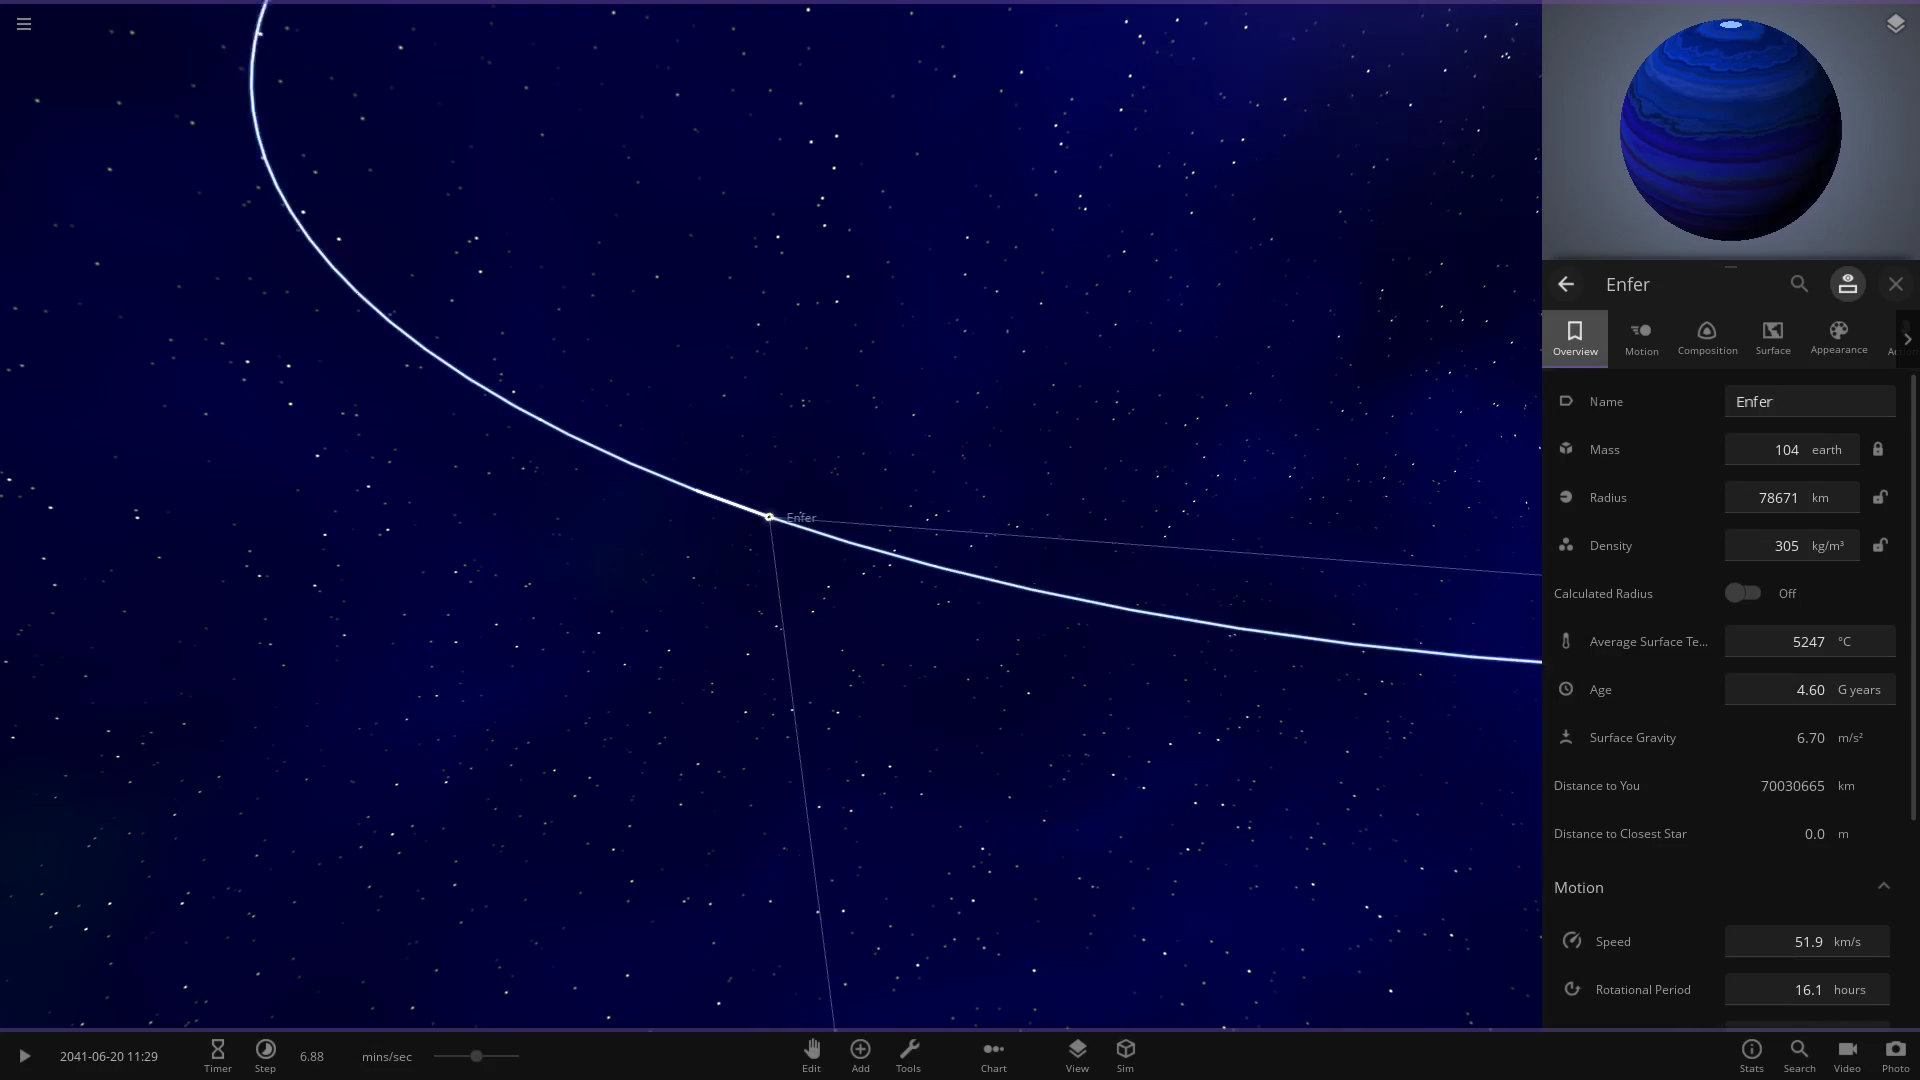 Enfer
Enfer
Overview
Motion
Composition
Surface
Appearance
Name Enfer
Mass 104 earth
Radius 78671 km
Density 305 kg/m³
Calculated Radius Off
Average Surface Te... 5247 °C
Age 4.60 G years
Surface Gravity 6.70 m/s²
Distance to You 70030665 km
Distance to Closest Star 0.0 m
Motion
Speed 51.9 km/s
Rotational Period 16.1 hours
2041-06-20 11:29
Timer
Step
6.88 mins/sec
Edit
Add
Tools
Chart
View
Sim
Stats
Search
Video
Photo